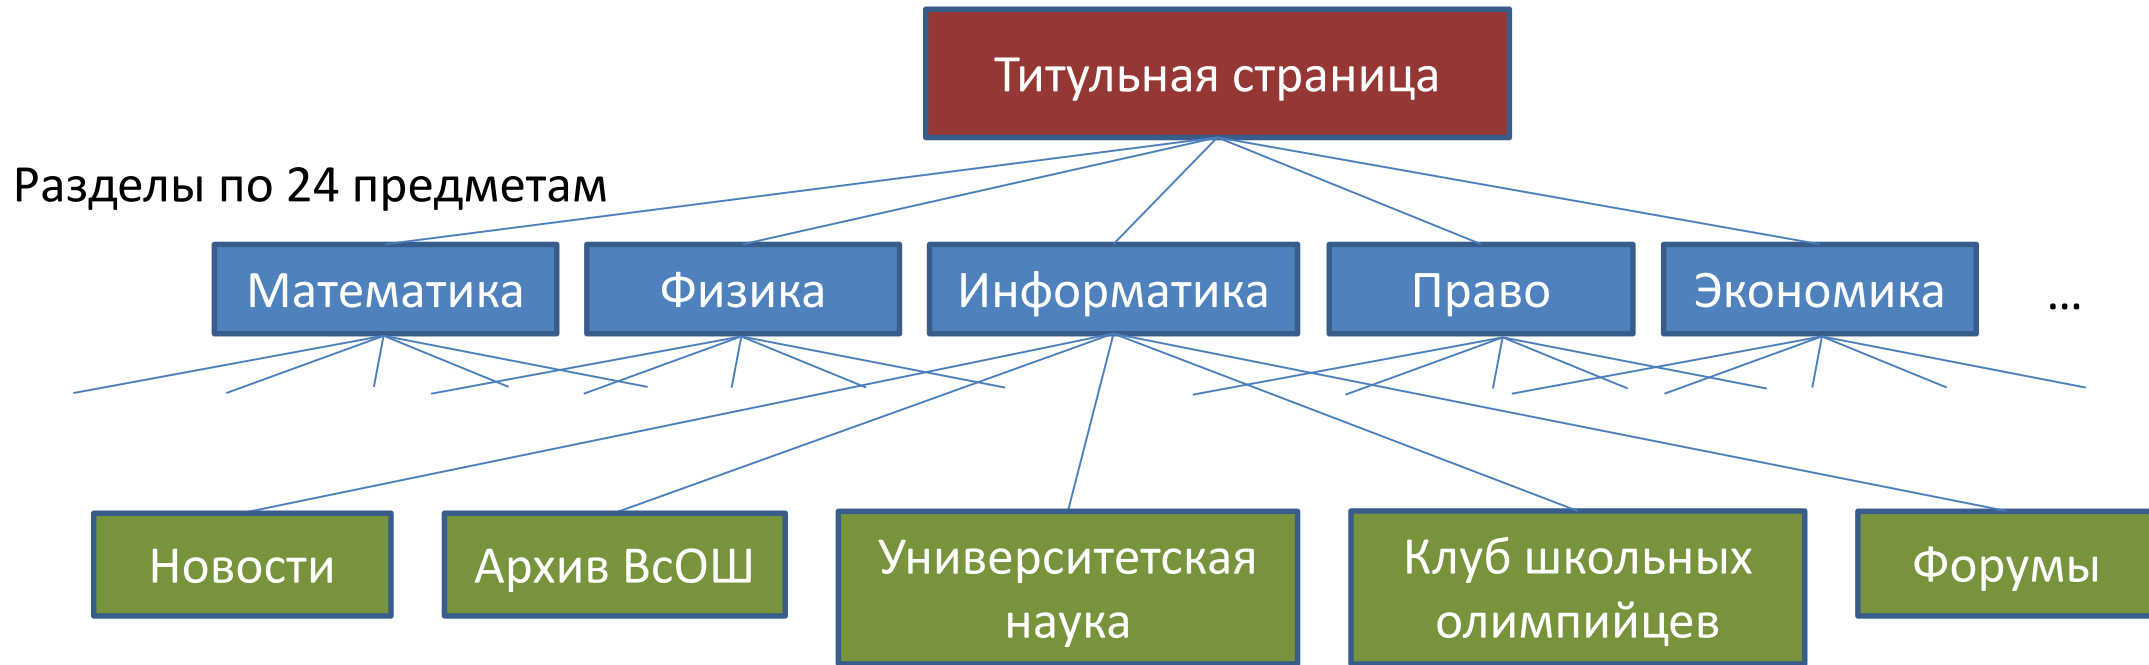 Титульная страница
Разделы по 24 предметам
Математика
Физика
Информатика
Право
Экономика
...
Новости
Архив ВсОШ
Университетская
наука
Клуб школьных
олимпийцев
Форумы